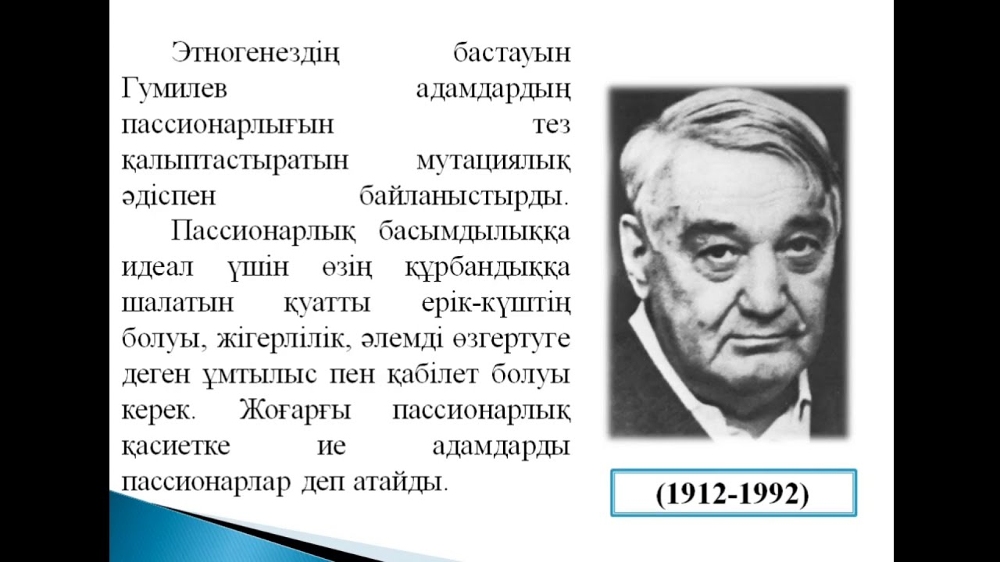 Этногенездің бастауын
Гумилев адамдардың
пассионарлығын тез
қалыптастыратын мутациялық
әдіспен байланыстырды.
Пассионарлық басымдылыққа
идеал үшін өзің құрбандыққа
шалатын қуатты ерік-күштің
болуы, жігерлілік, әлемді өзгертуге
деген ұмтылыс пен қабілет болуы
керек. Жоғарғы пассионарлық
қасиетке ие адамдарды
пассионарлар деп атайды.
(1912-1992)